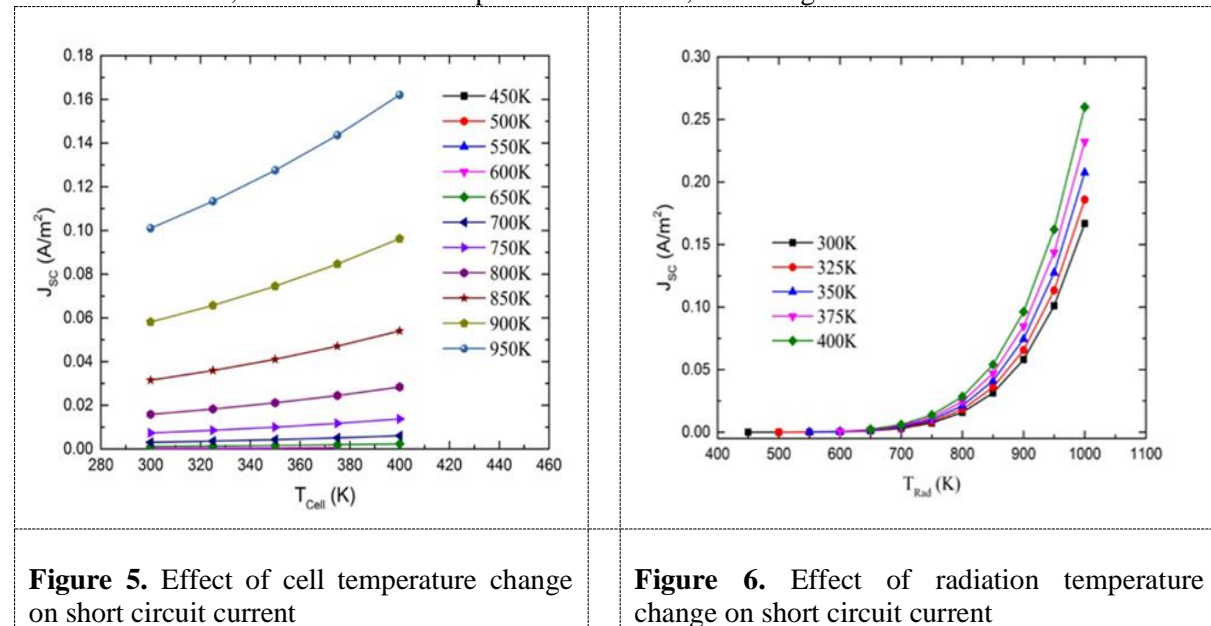 0.18
0.16
0.14
0.12
0.10
0.08
0.06
0.04
0.02
0.00
J_SC (A/m²)
280 300 320 340 360 380 400 420 440 460
T_Cell (K)
450K
500K
550K
600K
650K
700K
750K
800K
850K
900K
950K
0.30
0.25
0.20
0.15
0.10
0.05
0.00
J_SC (A/m²)
400 500 600 700 800 900 1000 1100
T_Rad (K)
300K
325K
350K
375K
400K
Figure 5. Effect of cell temperature change
on short circuit current
Figure 6. Effect of radiation temperature
change on short circuit current